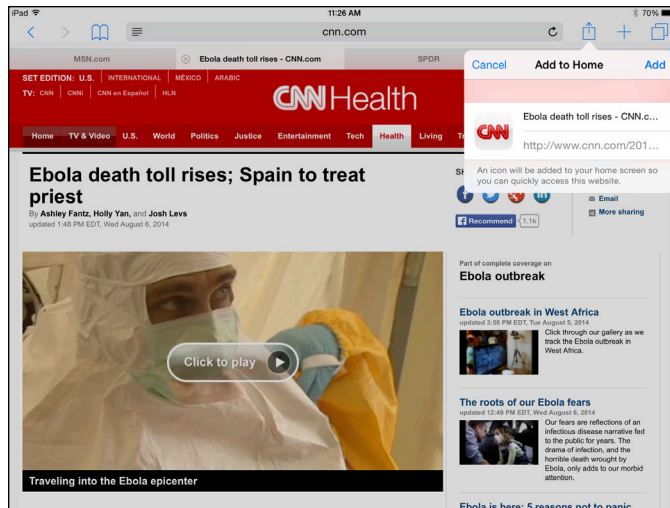 iPad
11:26 AM
70%
cnn.com
MSN.com
Ebola death toll rises - CNN.com
SPDR
Cancel
Add to Home
Add
CNN
Ebola death toll rises - CNN.c...
http://www.cnn.com/201...
An icon will be added to your home screen so
you can quickly access this website.
SET EDITION: U.S. INTERNATIONAL MÉXICO ARABIC
TV: CNN CNNi CNN en Español HLN
CNN Health
Home TV & Video U.S. World Politics Justice Entertainment Tech Health Living
Ebola death toll rises; Spain to treat
priest
By Ashley Fantz, Holly Yan, and Josh Levs
updated 1:48 PM EDT, Wed August 6, 2014
Recommend 1.1k
Email
More sharing
Click to play
Traveling into the Ebola epicenter
Part of complete coverage on
Ebola outbreak
Ebola outbreak in West Africa
updated 3:50 PM EDT, Tue August 5, 2014
Click through our gallery as we
track the Ebola outbreak in
West Africa.
The roots of our Ebola fears
updated 12:49 PM EDT, Wed August 6, 2014
Our fears are reflections of an
infectious disease narrative fed
to the public for years. The
drama of infection, and the
horrible death wrought by
Ebola, only adds to our morbid
attention.
Ebola is here: 5 reasons not to panic